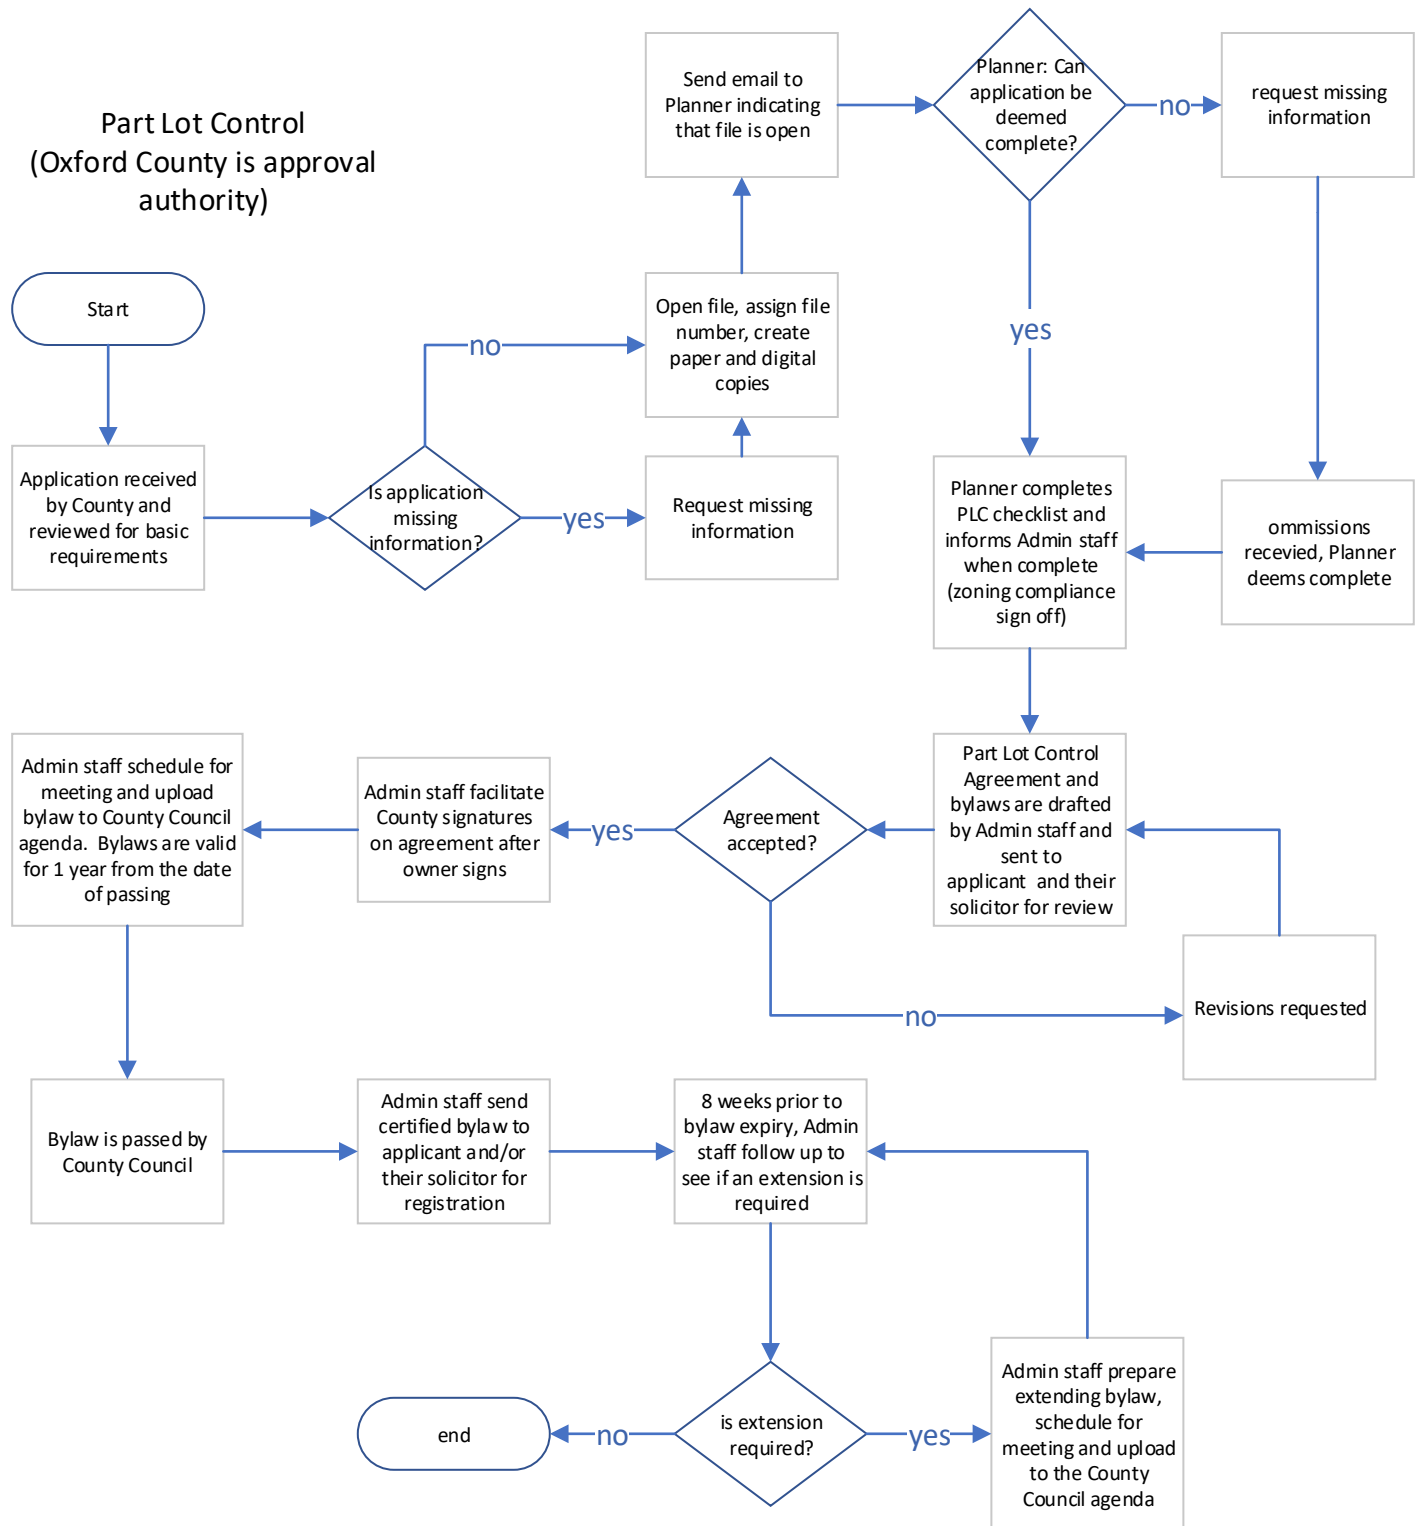 Part Lot Control
(Oxford County is approval
authority)
Start
Application received
by County and
reviewed for basic
requirements
Is application
missing
information?
no
yes
Request missing
information
Open file, assign file
number, create
paper and digital
copies
Send email to
Planner indicating
that file is open
Planner: Can
application be
deemed
complete?
no
request missing
information
yes
ommissions
recevied, Planner
deems complete
Planner completes
PLC checklist and
informs Admin staff
when complete
(zoning compliance
sign off)
Part Lot Control
Agreement and
bylaws are drafted
by Admin staff and
sent to
applicant and their
solicitor for review
Agreement
accepted?
no
Revisions requested
yes
Admin staff facilitate
County signatures
on agreement after
owner signs
Admin staff schedule for
meeting and upload
bylaw to County Council
agenda. Bylaws are valid
for 1 year from the date
of passing
Bylaw is passed by
County Council
Admin staff send
certified bylaw to
applicant and/or
their solicitor for
registration
8 weeks prior to
bylaw expiry, Admin
staff follow up to
see if an extension is
required
is extension
required?
yes
Admin staff prepare
extending bylaw,
schedule for
meeting and upload
to the County
Council agenda
no
end